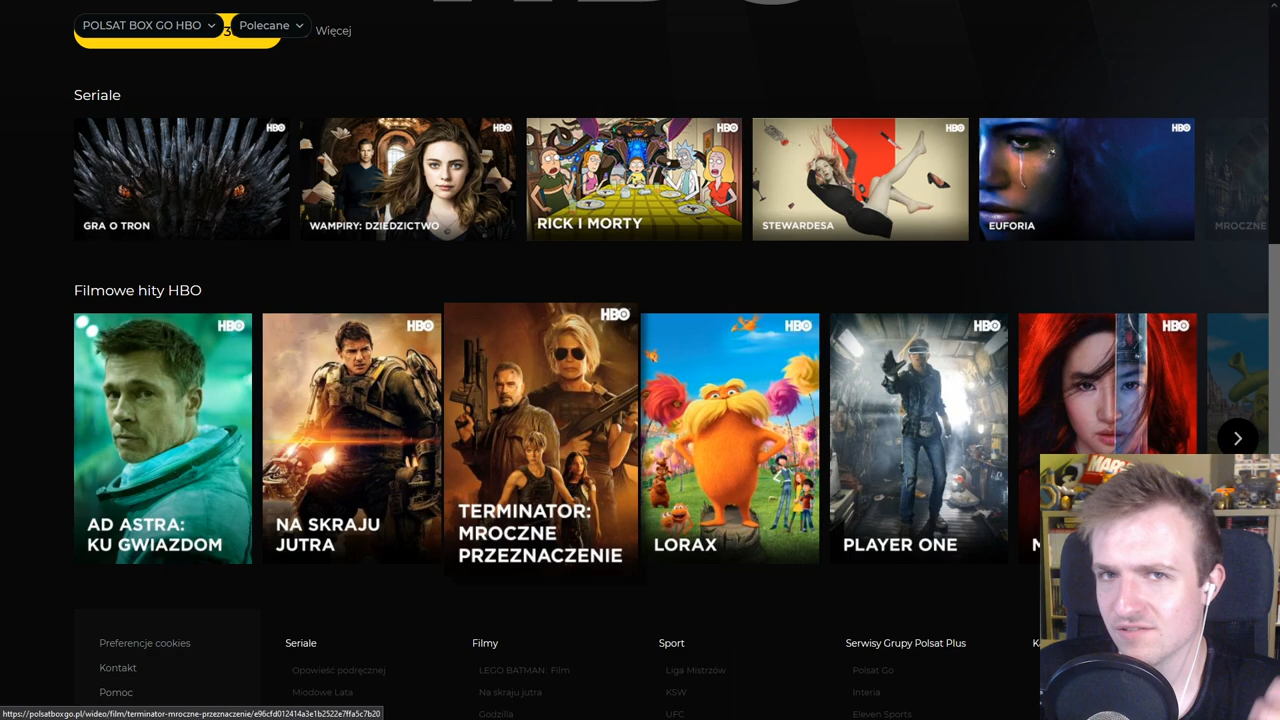 POLSAT BOX GO HBO
3
Polecane
Więcej
Seriale
HBO
GRA O TRON
HBO
WAMPIRY: DZIEDZICTWO
HBO
RICK I MORTY
HBO
STEWARDESA
HBO
EUFORIA
MROCZNE
Filmowe hity HBO
HBO
AD ASTRA:
KU GWIAZDOM
HBO
NA SKRAJU
JUTRA
HBO
TERMINATOR:
MROCZNE
PRZEZNACZENIE
HBO
LORAX
HBO
PLAYER ONE
HBO
Preferencje cookies
Kontakt
Pomoc
Seriale
Opowieść podręcznej
Miodowe Lata
Filmy
LEGO BATMAN: Film
Na skraju jutra
Godzilla
Sport
Liga Mistrzów
KSW
UFC
Serwisy Grupy Polsat Plus
Polsat Go
Interia
Eleven Sports
https://polsatboxgo.pl/wideo/film/terminator-mroczne-przeznaczenie/e96cfd012414a3e1b2522e7ffa5c7b20